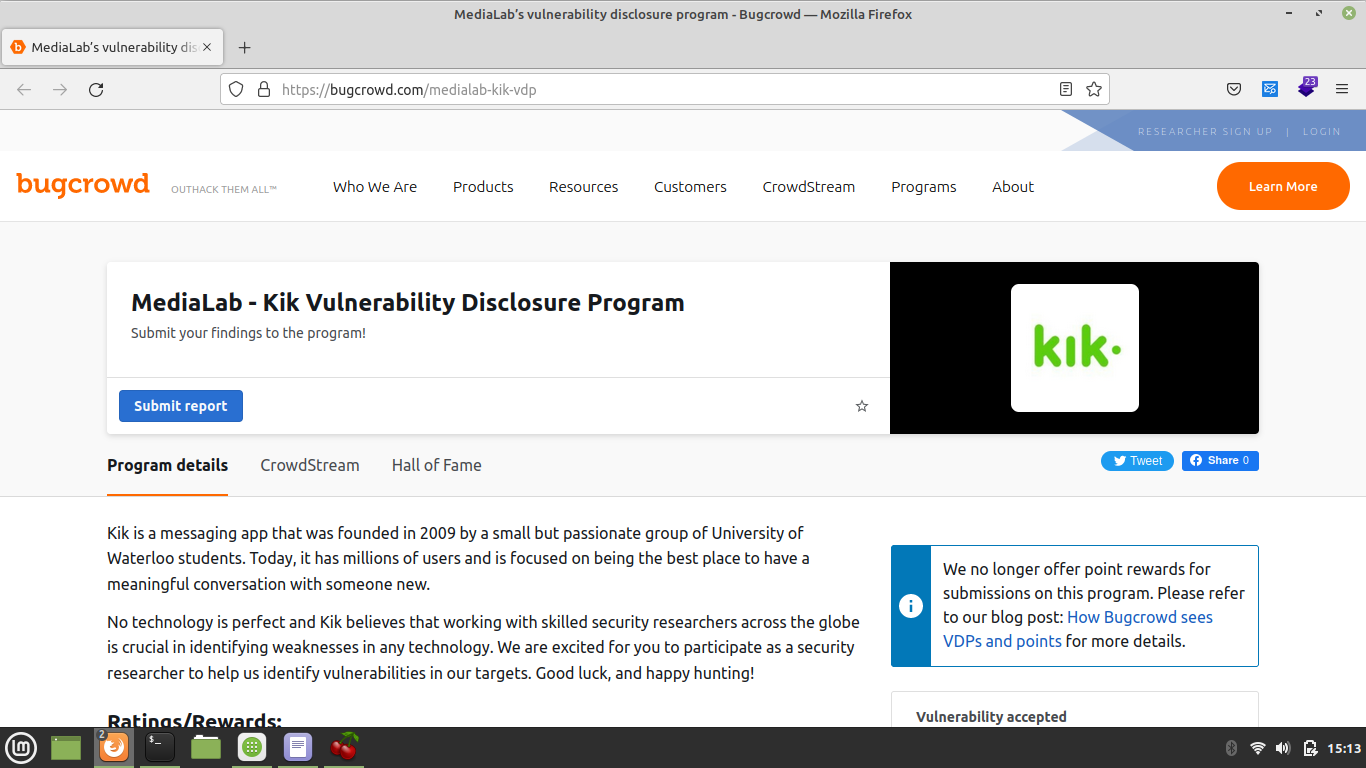 MediaLab’s vulnerability disclosure program - Bugcrowd — Mozilla Firefox
MediaLab’s vulnerability dis
https://bugcrowd.com/medialab-kik-vdp
23
RESEARCHER SIGN UP | LOGIN
bugcrowd OUTHACK THEM ALL™ Who We Are Products Resources Customers CrowdStream Programs About Learn More
MediaLab - Kik Vulnerability Disclosure Program
Submit your findings to the program!
kik.
Submit report
Program details CrowdStream Hall of Fame
Tweet Share 0
Kik is a messaging app that was founded in 2009 by a small but passionate group of University of
Waterloo students. Today, it has millions of users and is focused on being the best place to have a
meaningful conversation with someone new.
No technology is perfect and Kik believes that working with skilled security researchers across the globe
is crucial in identifying weaknesses in any technology. We are excited for you to participate as a security
researcher to help us identify vulnerabilities in our targets. Good luck, and happy hunting!
Ratings/Rewards:
We no longer offer point rewards for
submissions on this program. Please refer
to our blog post: How Bugcrowd sees
VDPs and points for more details.
Vulnerability accepted
2
15:13